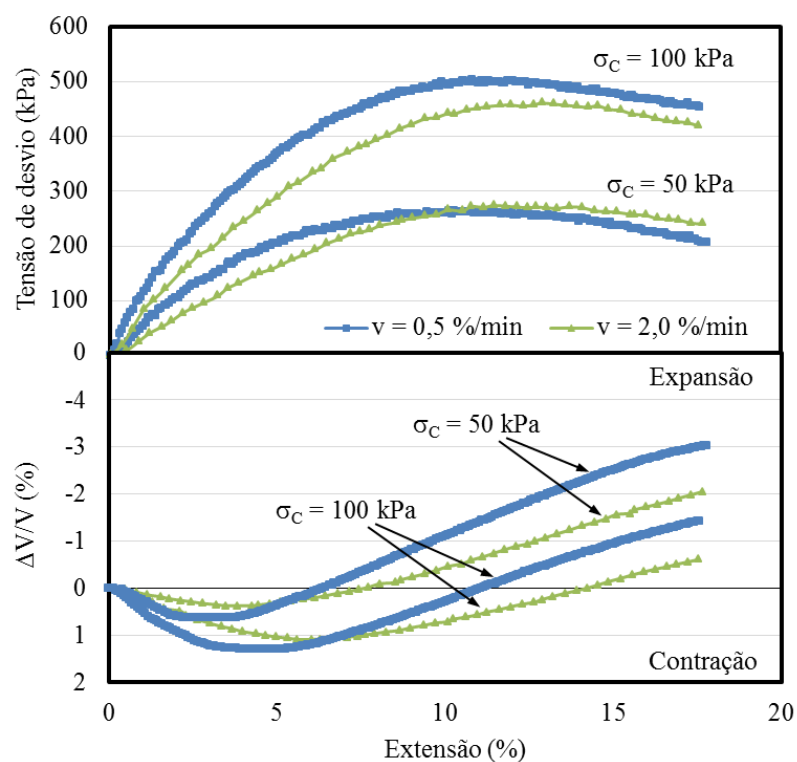 600
500
400
300
200
100
0
Tensão de desvio (kPa)
σC = 100 kPa
σC = 50 kPa
v = 0,5 %/min
v = 2,0 %/min
-4
-3
-2
-1
0
1
2
ΔV/V (%)
Expansão
σC = 50 kPa
σC = 100 kPa
Contração
0 5 10 15 20
Extensão (%)